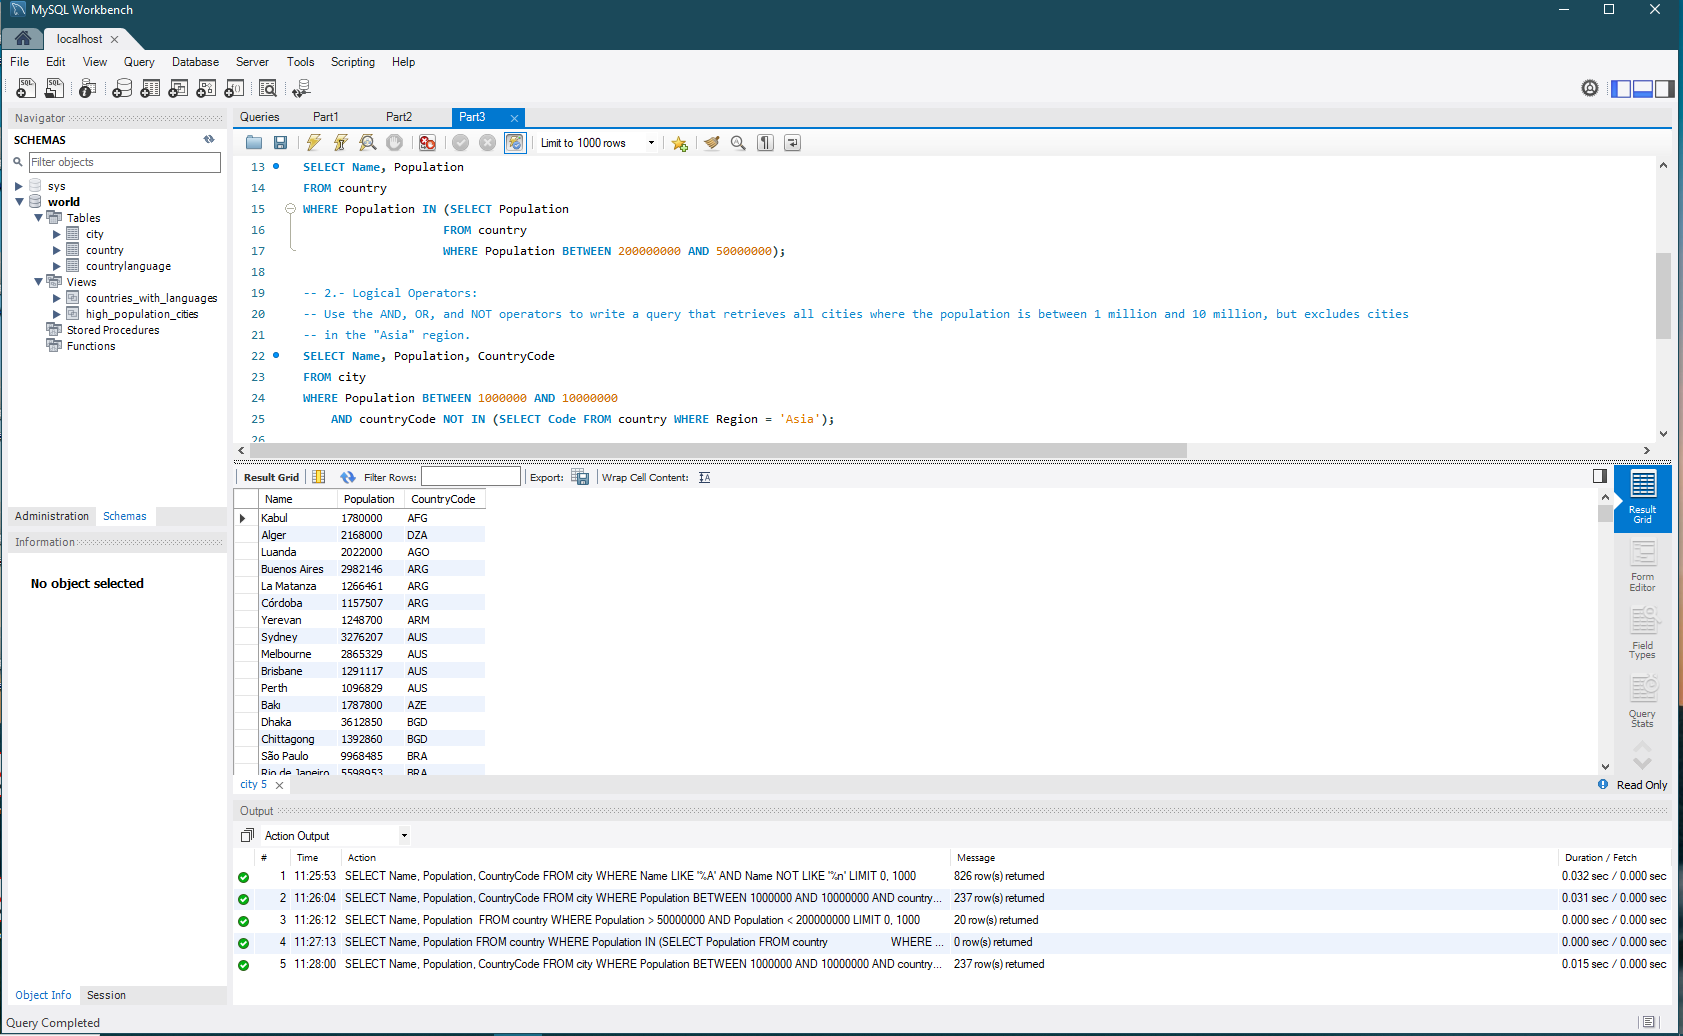 MySQL Workbench
localhost
File Edit View Query Database Server Tools Scripting Help
Navigator
SCHEMAS
Filter objects
sys
world
Tables
city
country
countrylanguage
Views
countries_with_languages
high_population_cities
Stored Procedures
Functions
Administration Schemas
Information
No object selected
Object Info Session
Queries Part1 Part2 Part3
Limit to 1000 rows
13 SELECT Name, Population
14 FROM country
15 WHERE Population IN (SELECT Population
16 FROM country
17 WHERE Population BETWEEN 200000000 AND 50000000);
18
19 -- 2.- Logical Operators:
20 -- Use the AND, OR, and NOT operators to write a query that retrieves all cities where the population is between 1 million and 10 million, but excludes cities
21 -- in the "Asia" region.
22 SELECT Name, Population, CountryCode
23 FROM city
24 WHERE Population BETWEEN 1000000 AND 10000000
25 AND countryCode NOT IN (SELECT Code FROM country WHERE Region = 'Asia');
26
Result Grid Filter Rows: Export: Wrap Cell Content:
Name Population CountryCode
Kabul 1780000 AFG
Alger 2168000 DZA
Luanda 2022000 AGO
Buenos Aires 2982146 ARG
La Matanza 1266461 ARG
Córdoba 1157507 ARG
Yerevan 1248700 ARM
Sydney 3276207 AUS
Melbourne 2865329 AUS
Brisbane 1291117 AUS
Perth 1096829 AUS
Baki 1787800 AZE
Dhaka 3612850 BGD
Chittagong 1392860 BGD
São Paulo 9968485 BRA
Rio de Janeiro 5598953 BRA
Result
Grid
Form
Editor
Field
Types
Query
Stats
city 5
Read Only
Output
Action Output
# Time Action Message Duration / Fetch
1 11:25:53 SELECT Name, Population, CountryCode FROM city WHERE Name LIKE '%A' AND Name NOT LIKE '%n' LIMIT 0, 1000 826 row(s) returned 0.032 sec / 0.000 sec
2 11:26:04 SELECT Name, Population, CountryCode FROM city WHERE Population BETWEEN 1000000 AND 10000000 AND country... 237 row(s) returned 0.031 sec / 0.000 sec
3 11:26:12 SELECT Name, Population FROM country WHERE Population > 50000000 AND Population < 200000000 LIMIT 0, 1000 20 row(s) returned 0.000 sec / 0.000 sec
4 11:27:13 SELECT Name, Population FROM country WHERE Population IN (SELECT Population FROM country WHERE ... 0 row(s) returned 0.000 sec / 0.000 sec
5 11:28:00 SELECT Name, Population, CountryCode FROM city WHERE Population BETWEEN 1000000 AND 10000000 AND country... 237 row(s) returned 0.015 sec / 0.000 sec
Query Completed